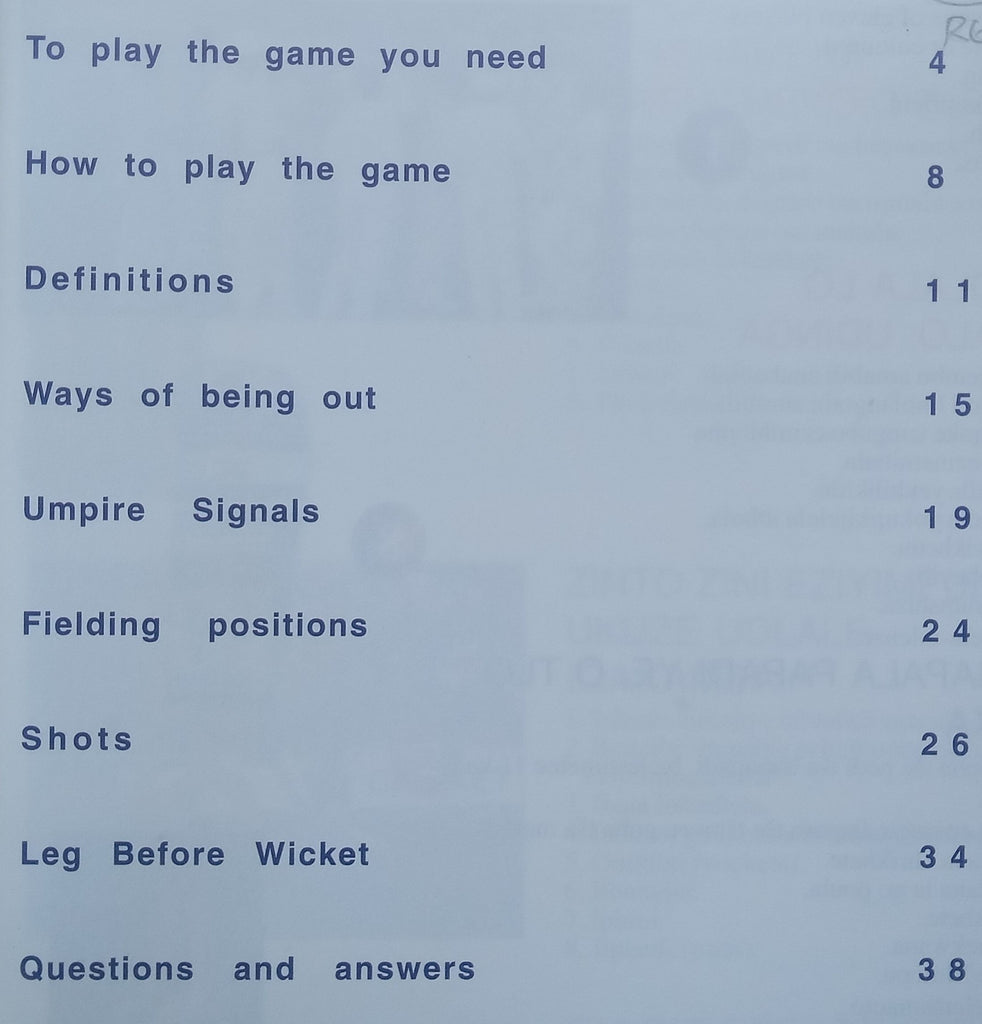 To play the game you need 4
How to play the game 8
Definitions 11
Ways of being out 15
Umpire Signals 19
Fielding positions 24
Shots 26
Leg Before Wicket 34
Questions and answers 38